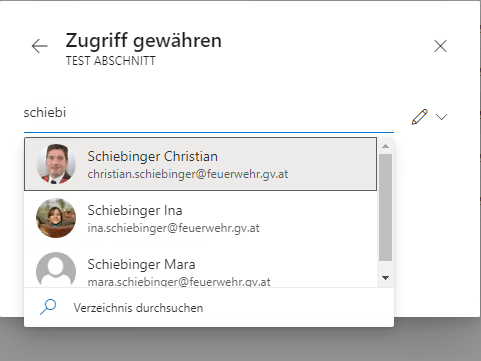 Zugriff gewähren
TEST ABSCHNITT
schiebi
Schiebinger Christian
christian.schiebinger@feuerwehr.gv.at
Schiebinger Ina
ina.schiebinger@feuerwehr.gv.at
Schiebinger Mara
mara.schiebinger@feuerwehr.gv.at
Verzeichnis durchsuchen